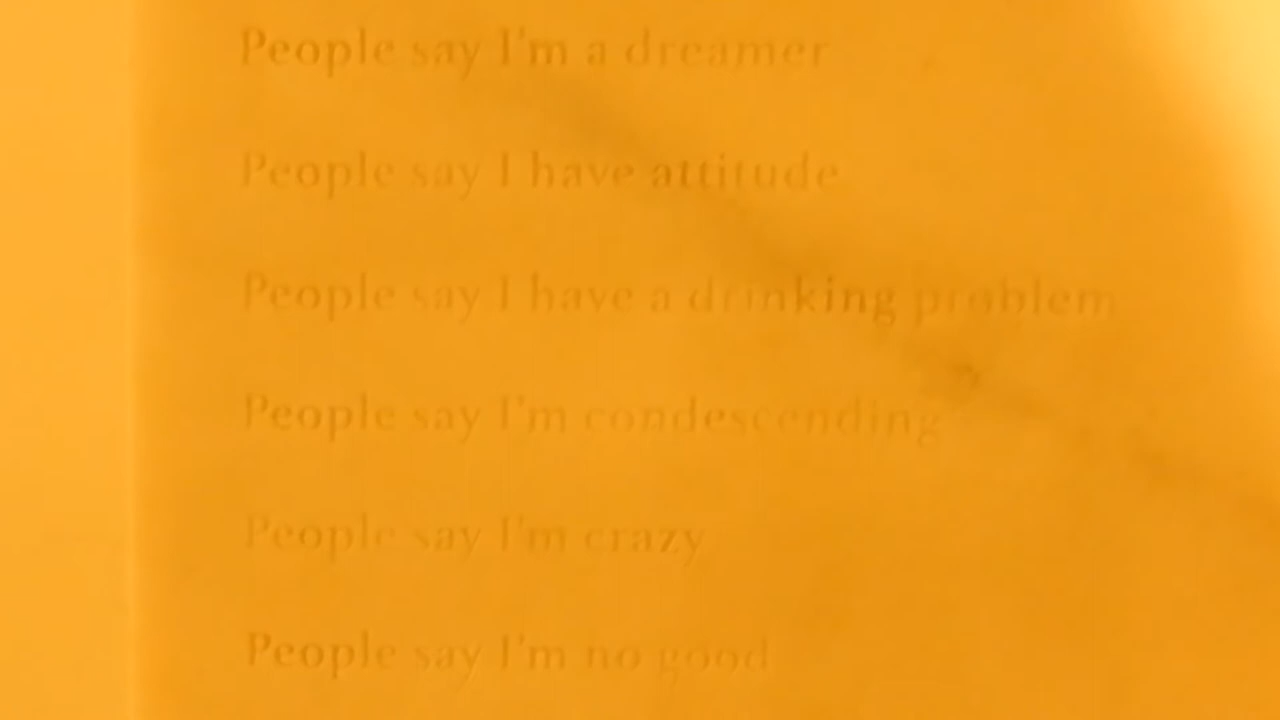 People say I'm a dreamer
People say I have attitude
People say I have a drinking problem
People say I'm condescending
People say I'm crazy
People say I'm no good